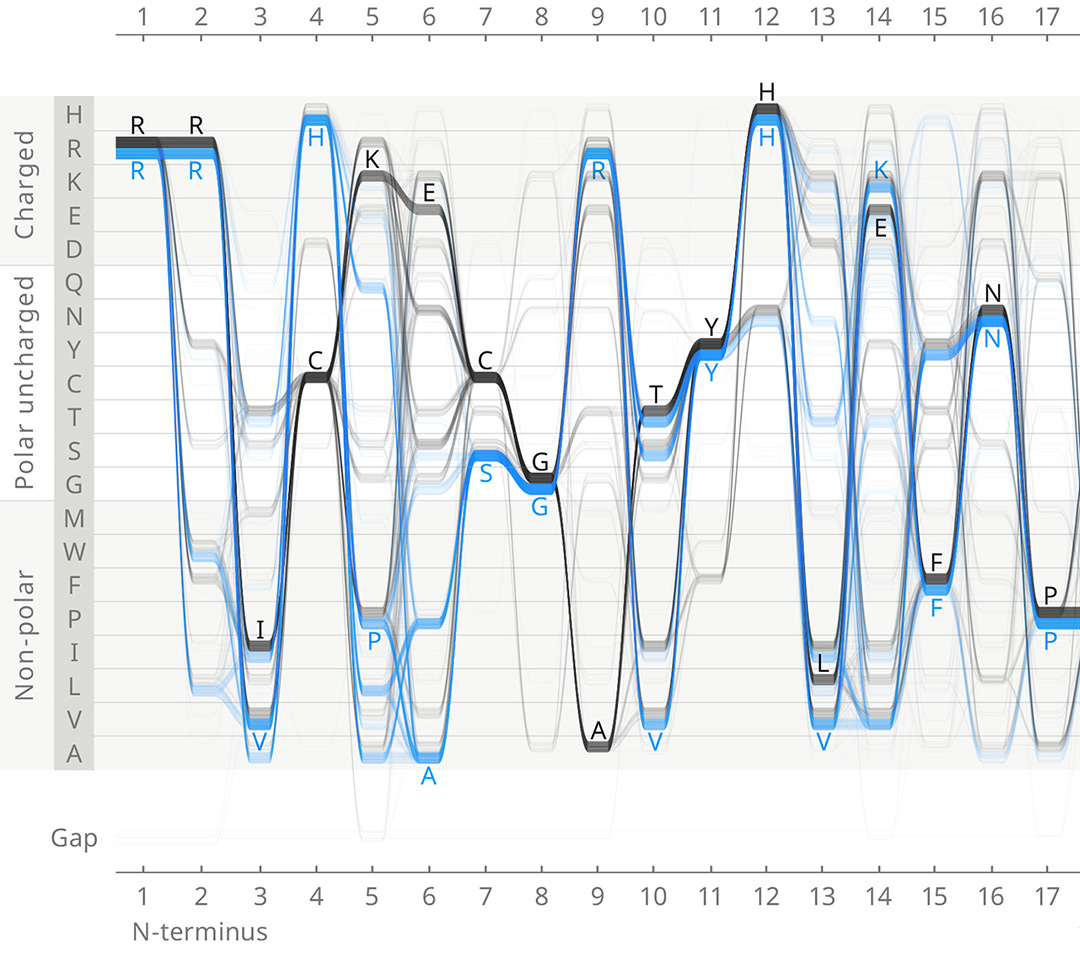 1 2 3 4 5 6 7 8 9 10 11 12 13 14 15 16 17
Charged
Polar uncharged
Non-polar
H
R
K
E
D
Q
N
Y
C
T
S
G
M
W
F
P
I
L
V
A
Gap
R R I C K E C G A T Y H L E F N P
R R V H P A S G R V Y H V K F N P
1 2 3 4 5 6 7 8 9 10 11 12 13 14 15 16 17
N-terminus